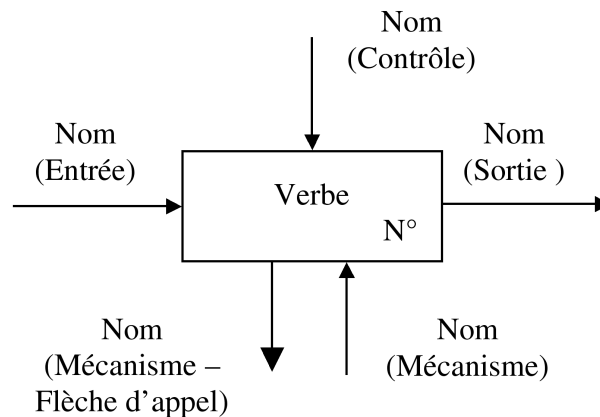 Nom
(Contrôle)
Nom
(Entrée)
Nom
(Sortie )
Verbe
N°
Nom
(Mécanisme –
Flèche d’appel)
Nom
(Mécanisme)